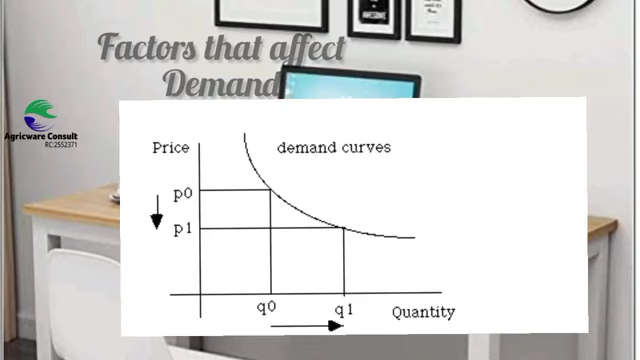 Factors that affect
Demand
Agricware Consult
RC:2552371
Price
demand curves
p0
p1
q0
q1
Quantity